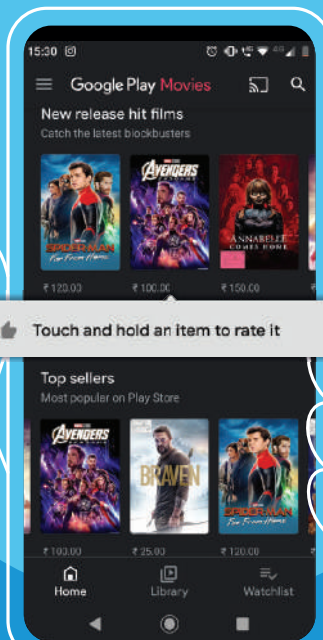 15:30
4G
Google Play Movies
New release hit films
Catch the latest blockbusters
SPIDER-MAN
Far From Home
AVENGERS
ENDGAME
ANNABELLE
COMES HOME
₹ 120.00 ₹ 100.00 ₹ 150.00
Touch and hold an item to rate it
Top sellers
Most popular on Play Store
AVENGERS
BRAVEN
SPIDER-MAN
Far From Home
₹ 100.00 ₹ 25.00 ₹ 120.00
Home Library Watchlist